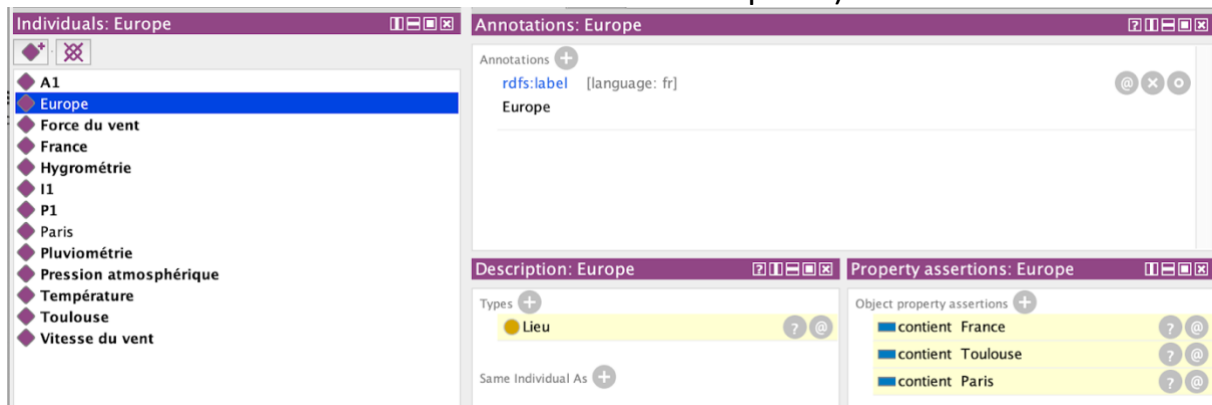 Individuals: Europe
A1
Europe
Force du vent
France
Hygrométrie
I1
P1
Paris
Pluviométrie
Pression atmosphérique
Température
Toulouse
Vitesse du vent
Annotations: Europe
Annotations
rdfs:label [language: fr]
Europe
Description: Europe
Types
Lieu
Same Individual As
Property assertions: Europe
Object property assertions
contient France
contient Toulouse
contient Paris